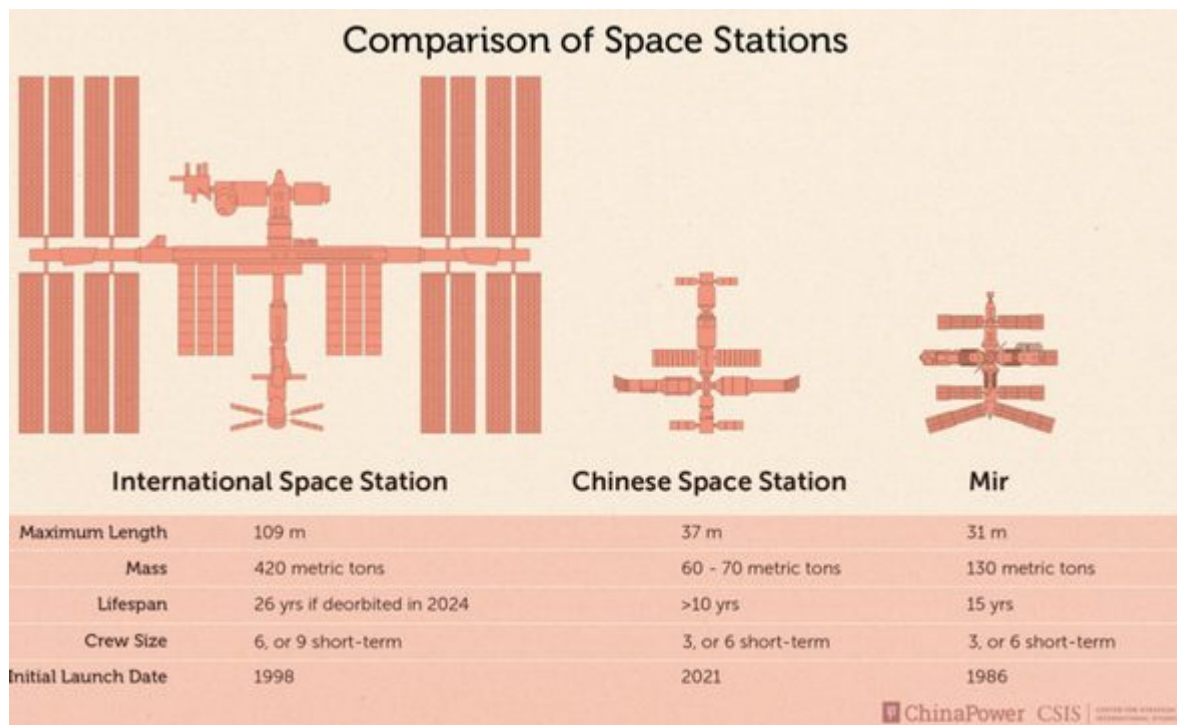 Comparison of Space Stations
International Space Station Chinese Space Station Mir
Maximum Length 109 m 37 m 31 m
Mass 420 metric tons 60 - 70 metric tons 130 metric tons
Lifespan 26 yrs if deorbited in 2024 >10 yrs 15 yrs
Crew Size 6, or 9 short-term 3, or 6 short-term 3, or 6 short-term
Initial Launch Date 1998 2021 1986
ChinaPower CSIS